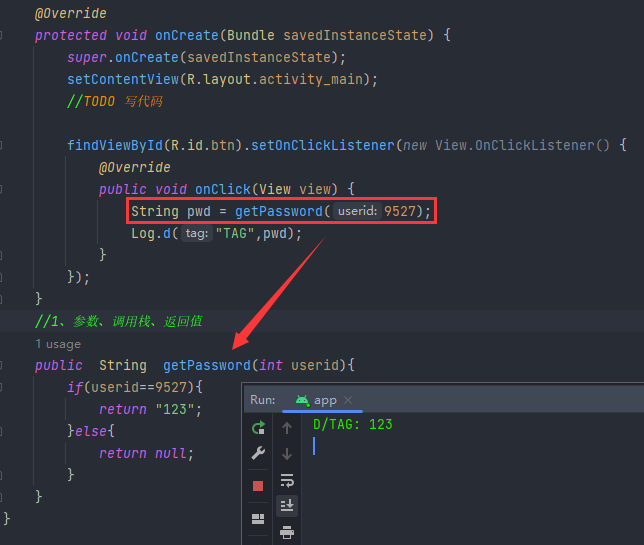 @Override
protected void onCreate(Bundle savedInstanceState) {
super.onCreate(savedInstanceState);
setContentView(R.layout.activity_main);
//TODO 写代码
findViewById(R.id.btn).setOnClickListener(new View.OnClickListener() {
@Override
public void onClick(View view) {
String pwd = getPassword( userid: 9527);
Log.d( tag: "TAG",pwd);
}
});
}
//1、参数、调用栈、返回值
1 usage
public  String  getPassword(int userid){
if(userid==9527){
return "123";
}else{
return null;
}
}
}
Run: app
D/TAG: 123